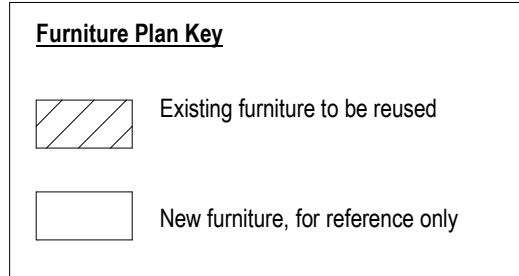 Furniture Plan Key
Existing furniture to be reused
New furniture, for reference only